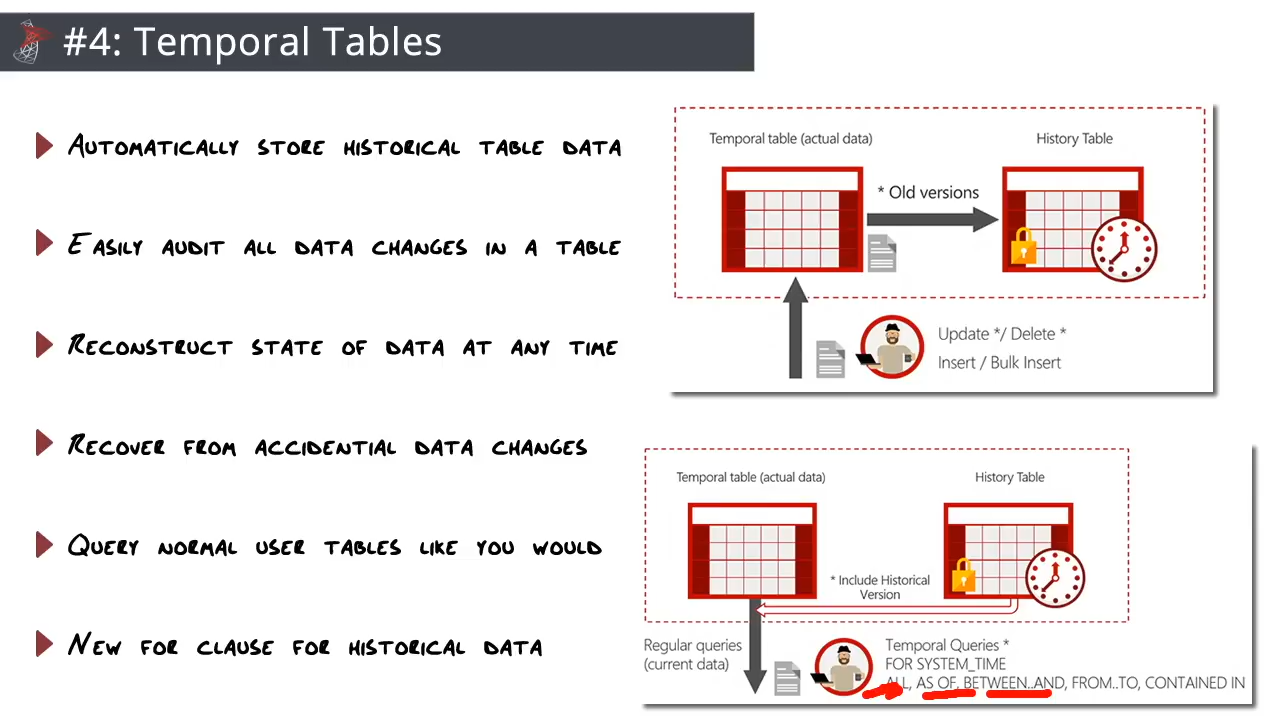 #4: Temporal Tables
Automatically store historical table data
Easily audit all data changes in a table
Reconstruct state of data at any time
Recover from accidential data changes
Query normal user tables like you would
New for clause for historical data
Temporal table (actual data)
History Table
* Old versions
Update */ Delete *
Insert / Bulk Insert
Temporal table (actual data)
History Table
* Include Historical
Version
Regular queries
(current data)
Temporal Queries *
FOR SYSTEM_TIME
ALL, AS OF, BETWEEN..AND, FROM..TO, CONTAINED IN